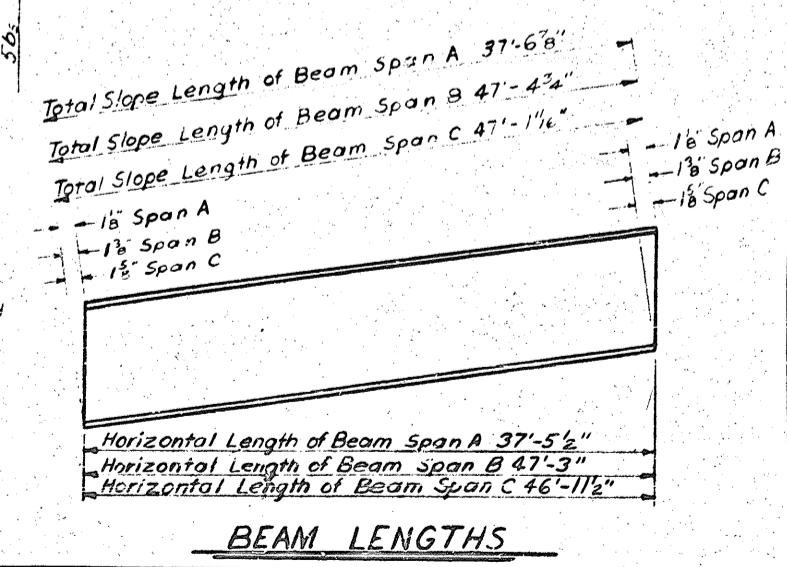 5b=
Total Slope Length of Beam Span A 37'-6⅞"
Total Slope Length of Beam Span B 47'-4¾"
Total Slope Length of Beam Span C 47'-1 1/16"
1⅛" Span A
1⅜" Span B
1⅝" Span C
1⅛" Span A
1⅜" Span B
1⅝" Span C
Horizontal Length of Beam Span A 37'-5½"
Horizontal Length of Beam Span B 47'-3"
Horizontal Length of Beam Span C 46'-11½"
BEAM LENGTHS